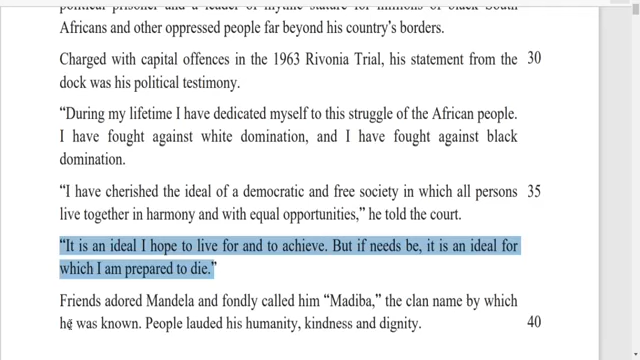 political prisoner and a leader of mythic stature for millions of black South
Africans and other oppressed people far beyond his country's borders.
Charged with capital offences in the 1963 Rivonia Trial, his statement from the 30
dock was his political testimony.
“During my lifetime I have dedicated myself to this struggle of the African people.
I have fought against white domination, and I have fought against black
domination.
“I have cherished the ideal of a democratic and free society in which all persons 35
live together in harmony and with equal opportunities,” he told the court.
“It is an ideal I hope to live for and to achieve. But if needs be, it is an ideal for
which I am prepared to die.”
Friends adored Mandela and fondly called him “Madiba,” the clan name by which
he was known. People lauded his humanity, kindness and dignity. 40